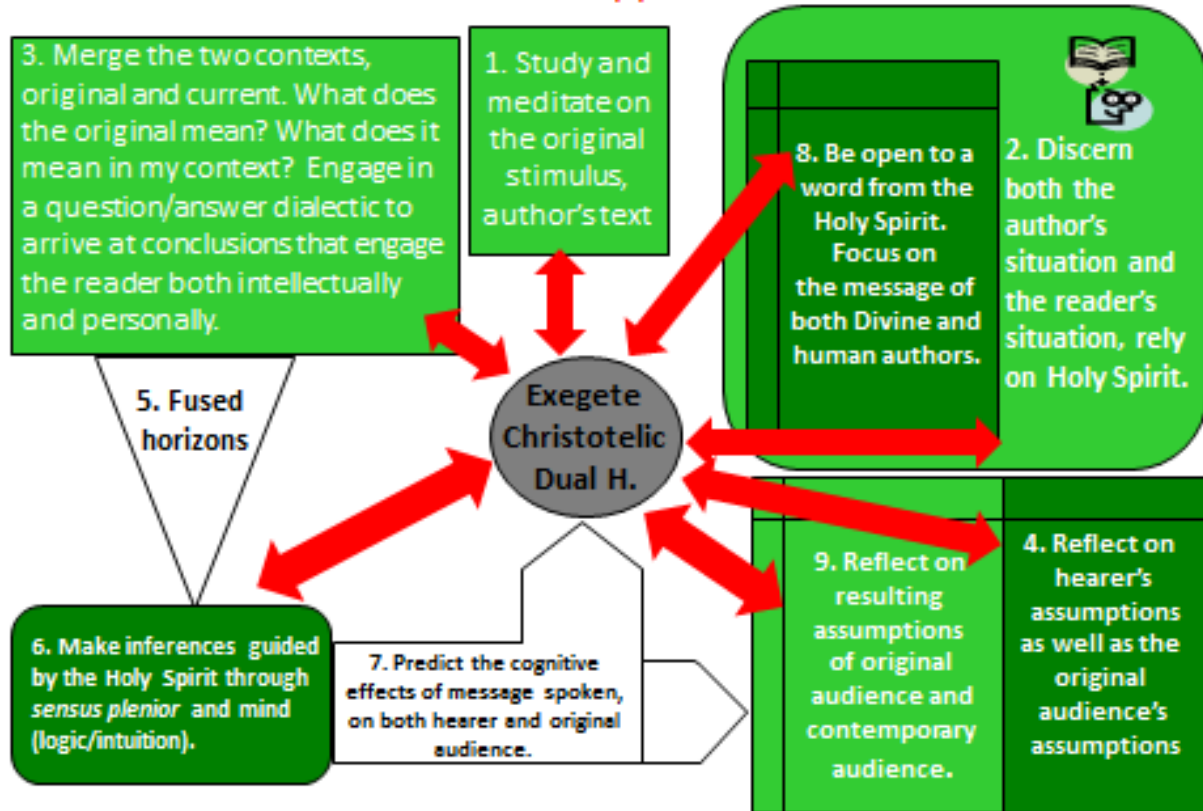 3. Merge the two contexts,
original and current. What does
the original mean? What does it
mean in my context? Engage in
a question/answer dialectic to
arrive at conclusions that engage
the reader both intellectually
and personally.
1. Study and
meditate on
the original
stimulus,
author's text
8. Be open to a
word from the
Holy Spirit.
Focus on
the message of
both Divine and
human authors.
2. Discern
both the
author's
situation and
the reader's
situation, rely
on Holy Spirit.
5. Fused
horizons
Exegete
Christotelic
Dual H.
6. Make inferences guided
by the Holy Spirit through
sensus plenior and mind
(logic/intuition).
7. Predict the cognitive
effects of message spoken,
on both hearer and original
audience.
9. Reflect on
resulting
assumptions
of original
audience and
contemporary
audience.
4. Reflect on
hearer's
assumptions
as well as the
original
audience's
assumptions